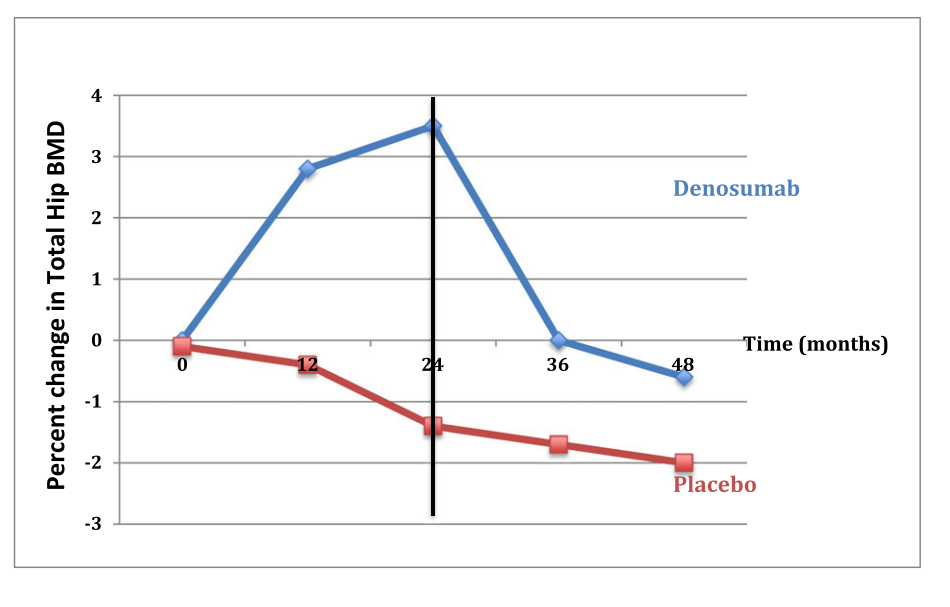 Percent change in Total Hip BMD
4
3
2
1
0
-1
-2
-3
0 12 24 36 48
Time (months)
Denosumab
Placebo